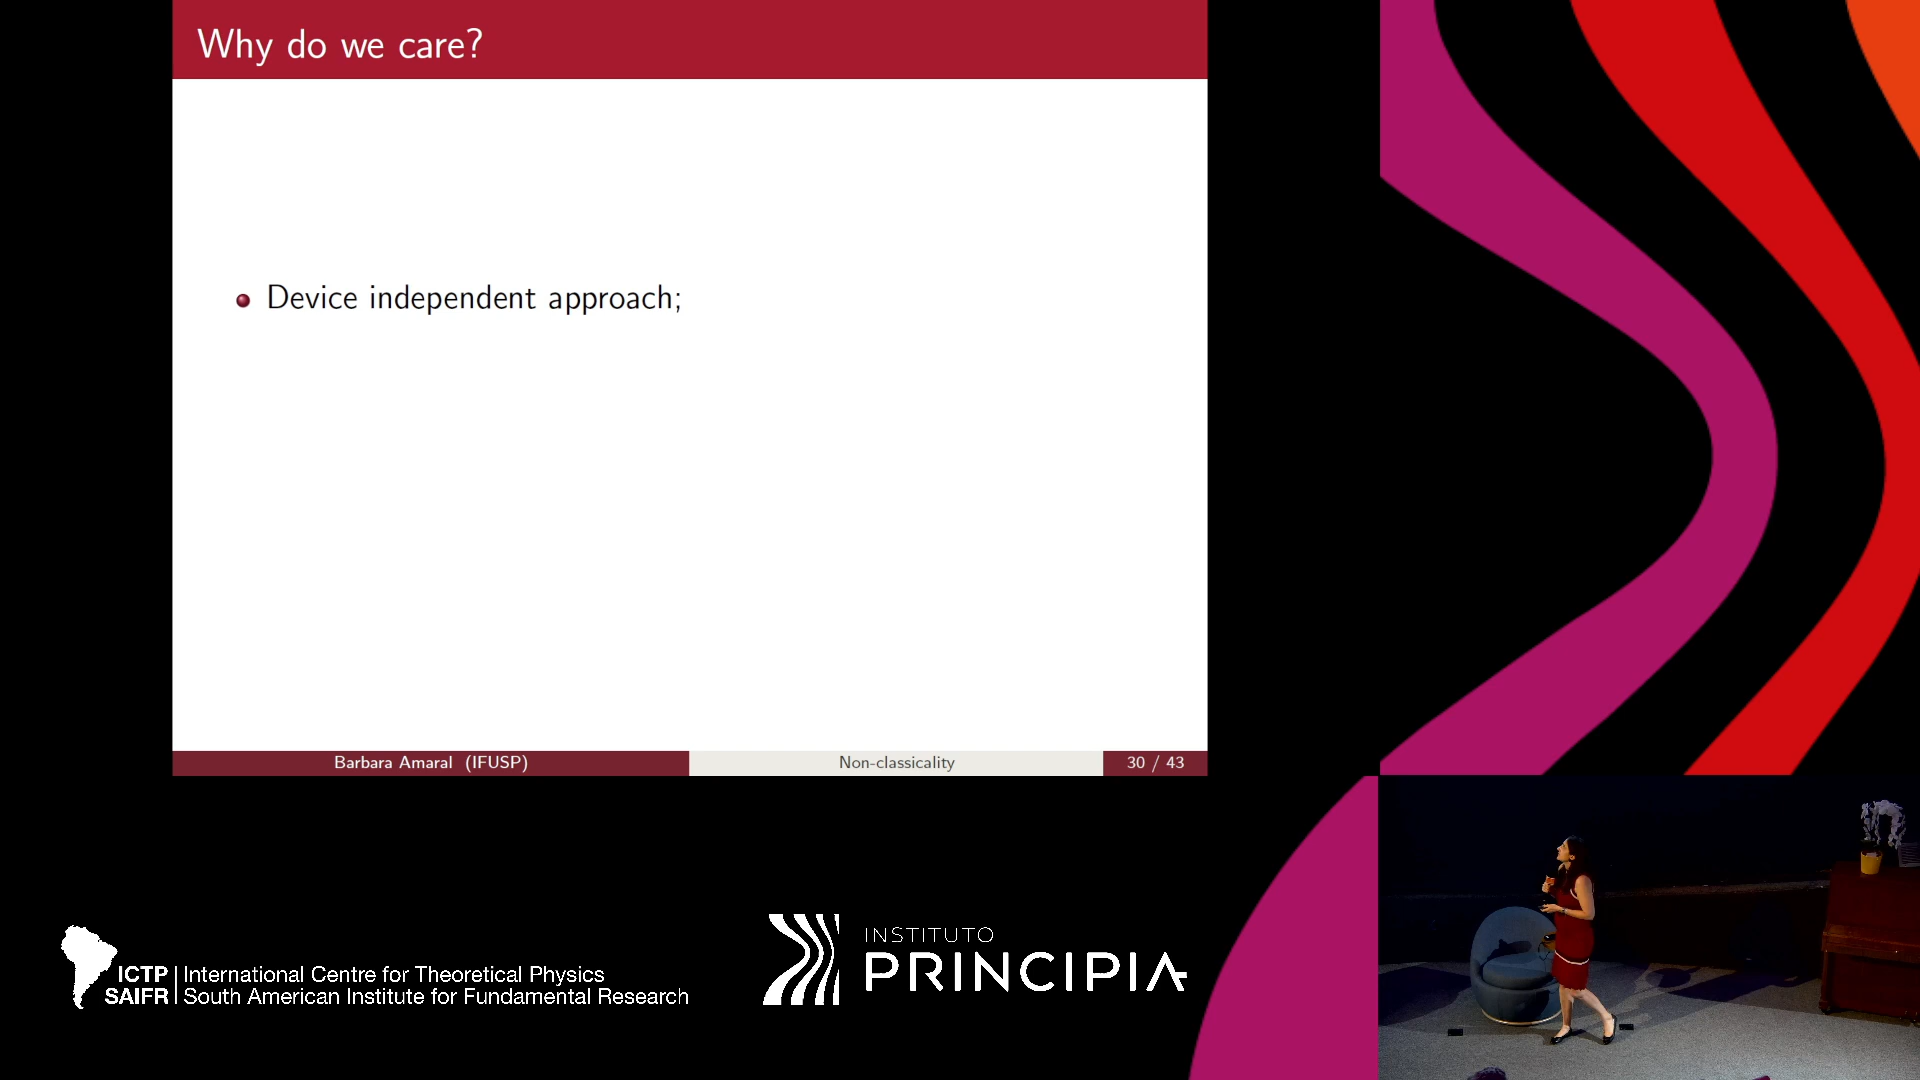 Why do we care?
Device independent approach;
Barbara Amaral (IFUSP)
Non-classicality
30 / 43
ICTP International Centre for Theoretical Physics
SAIFR South American Institute for Fundamental Research
INSTITUTO
PRINCIPIA